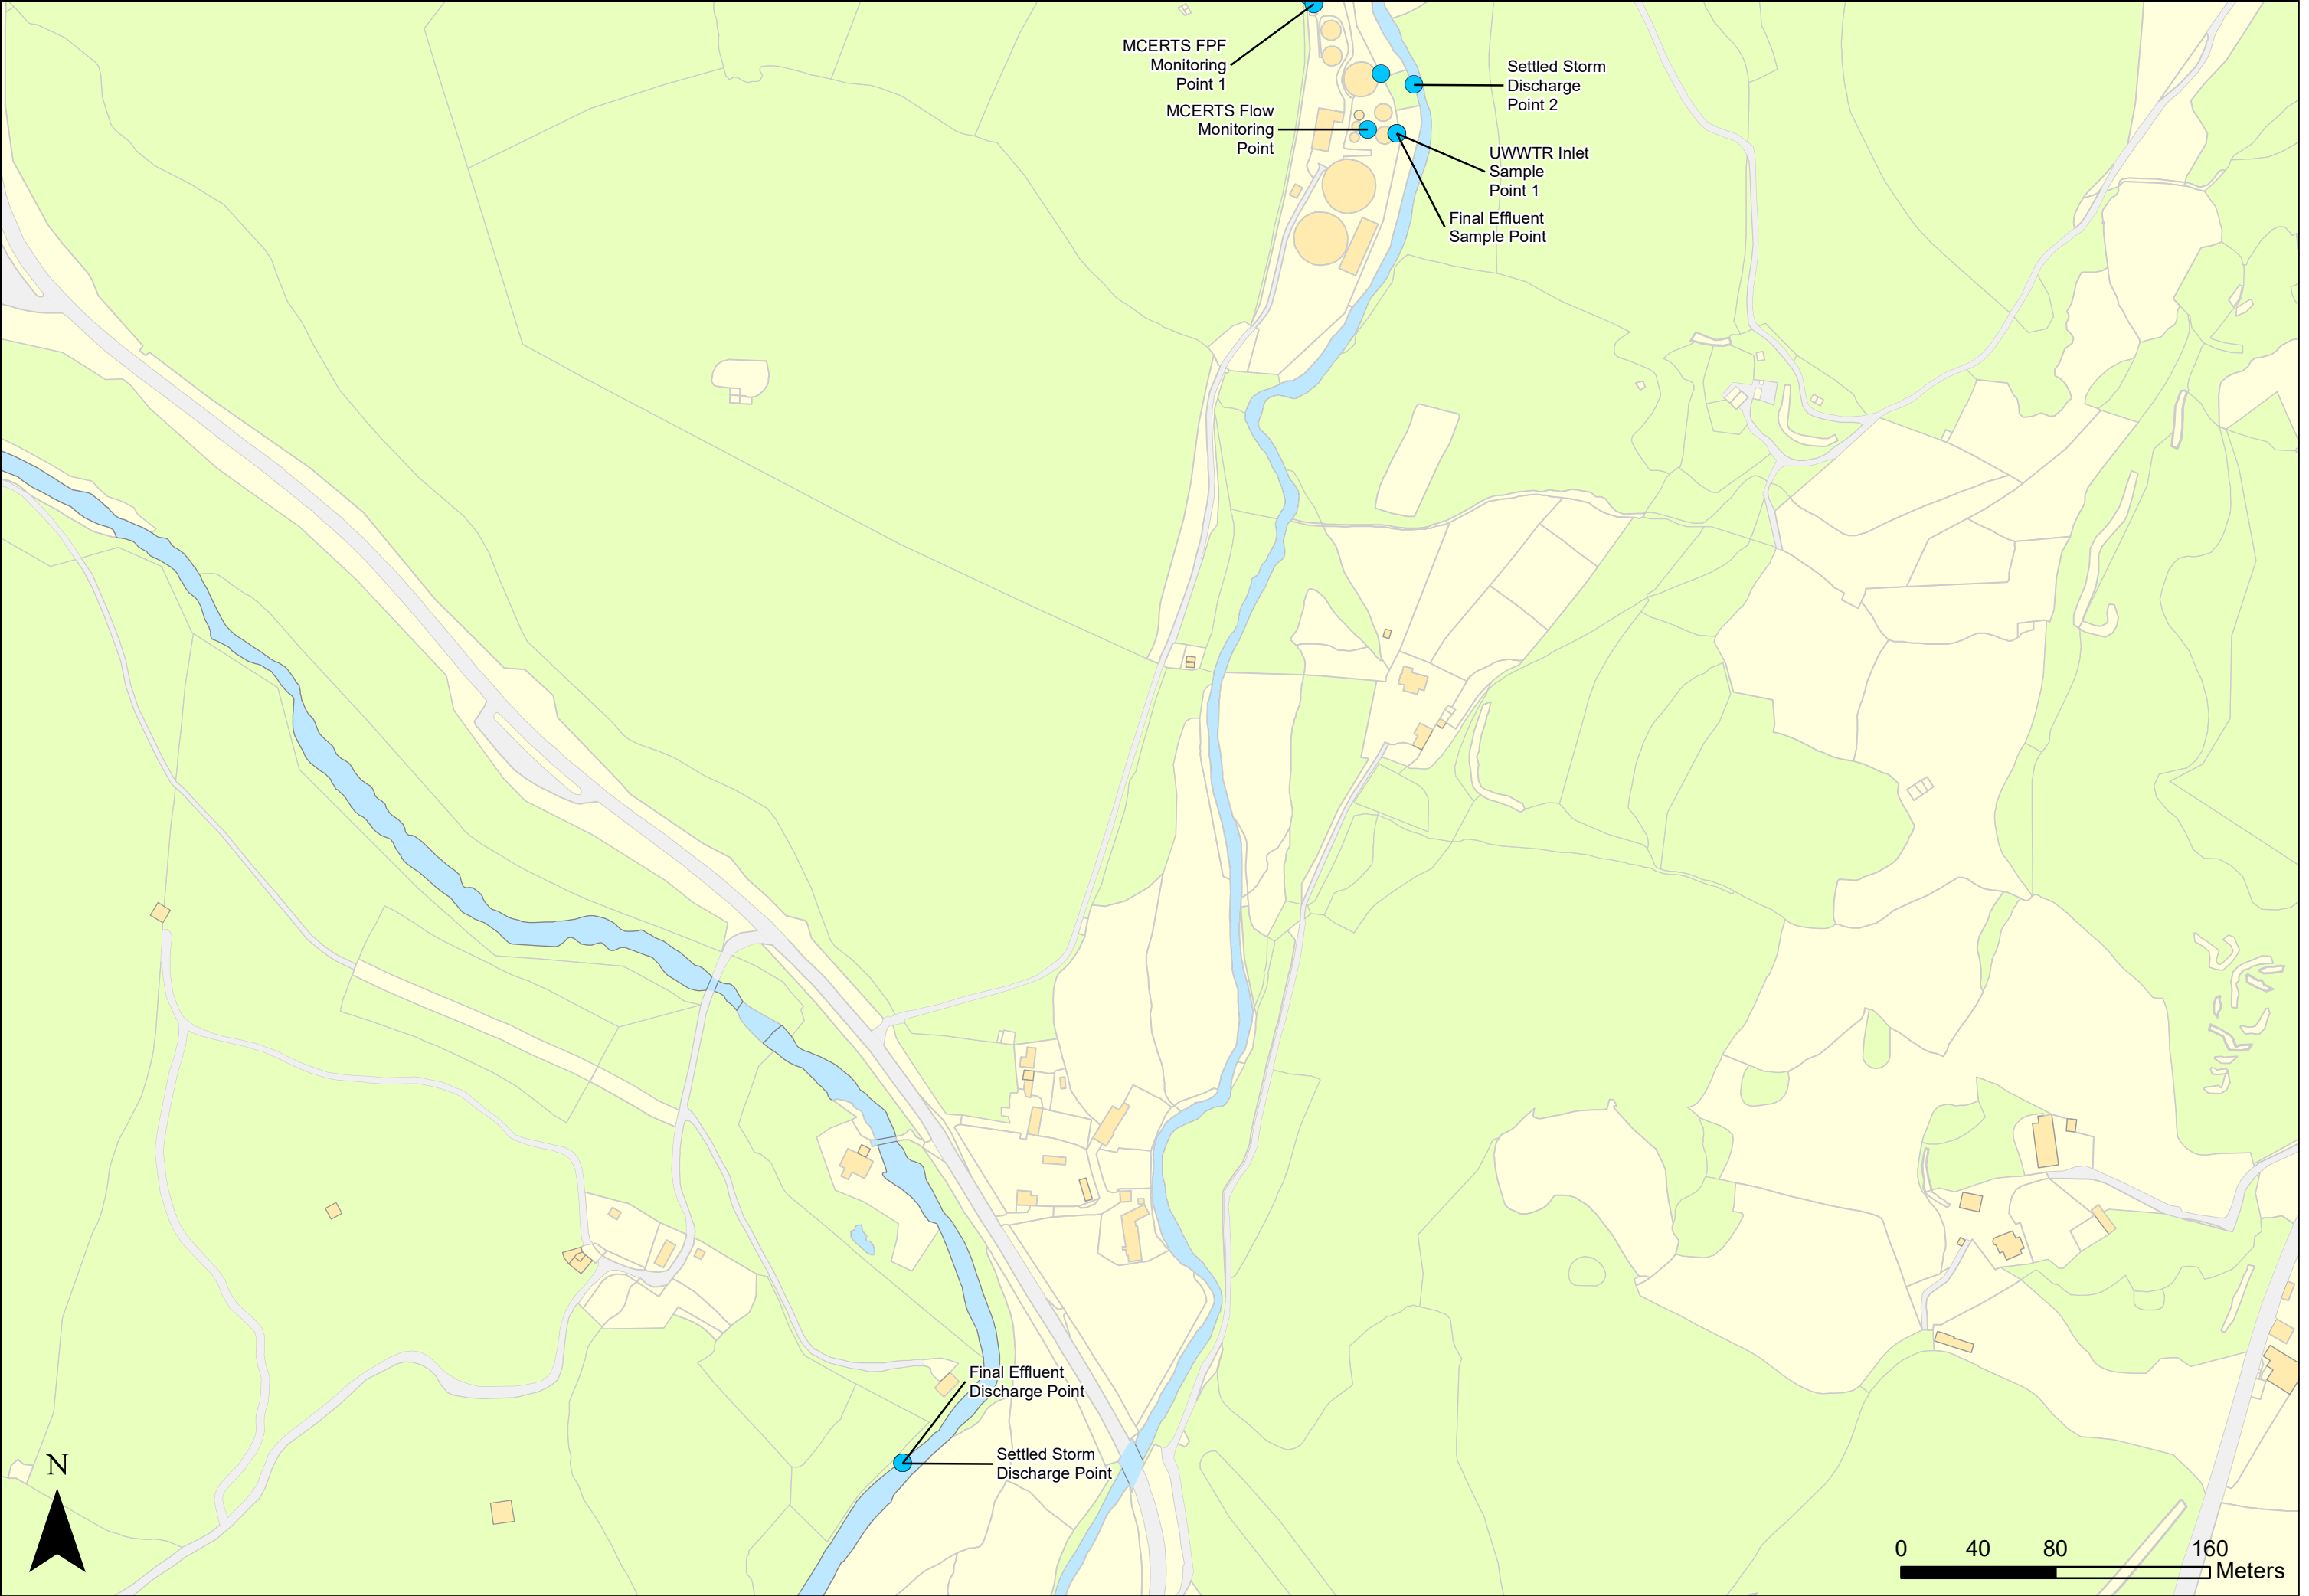 MCERTS FPF
Monitoring
Point 1
Settled Storm
Discharge
Point 2
MCERTS Flow
Monitoring
Point
UWWTR Inlet
Sample
Point 1
Final Effluent
Sample Point
Final Effluent
Discharge Point
Settled Storm
Discharge Point
N
0 40 80 160
Meters